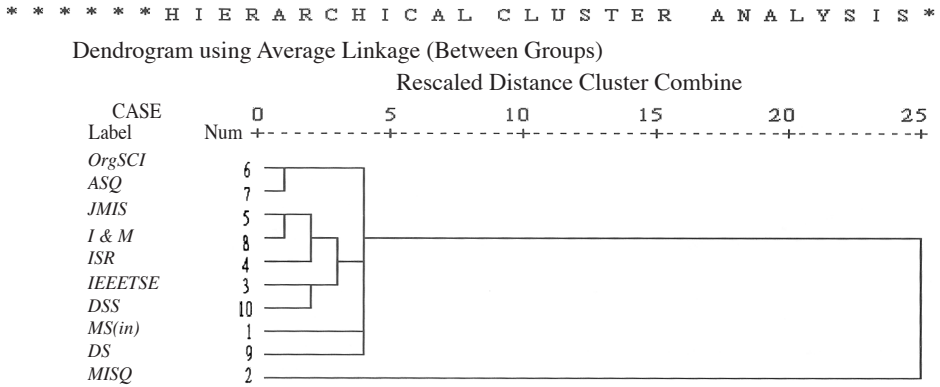 * * * * * * H I E R A R C H I C A L C L U S T E R A N A L Y S I S *
Dendrogram using Average Linkage (Between Groups)
Rescaled Distance Cluster Combine
CASE 0 5 10 15 20 25
Label Num
OrgSCI 6
ASQ 7
JMIS 5
I & M 8
ISR 4
IEEETSE 3
DSS 10
MS(in) 1
DS 9
MISQ 2